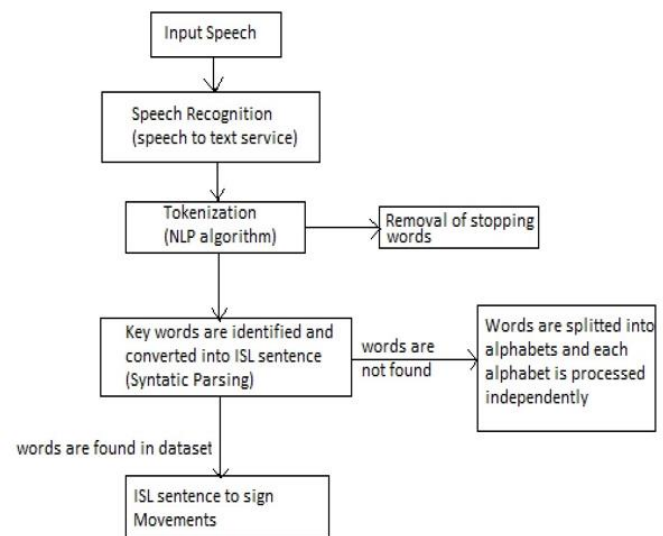 Input Speech
Speech Recognition
(speech to text service)
Tokenization
(NLP algorithm)
Removal of stopping
words
Key words are identified and
converted into ISL sentence
(Syntatic Parsing)
words are
not found
Words are splitted into
alphabets and each
alphabet is processed
independently
words are found in dataset
ISL sentence to sign
Movements